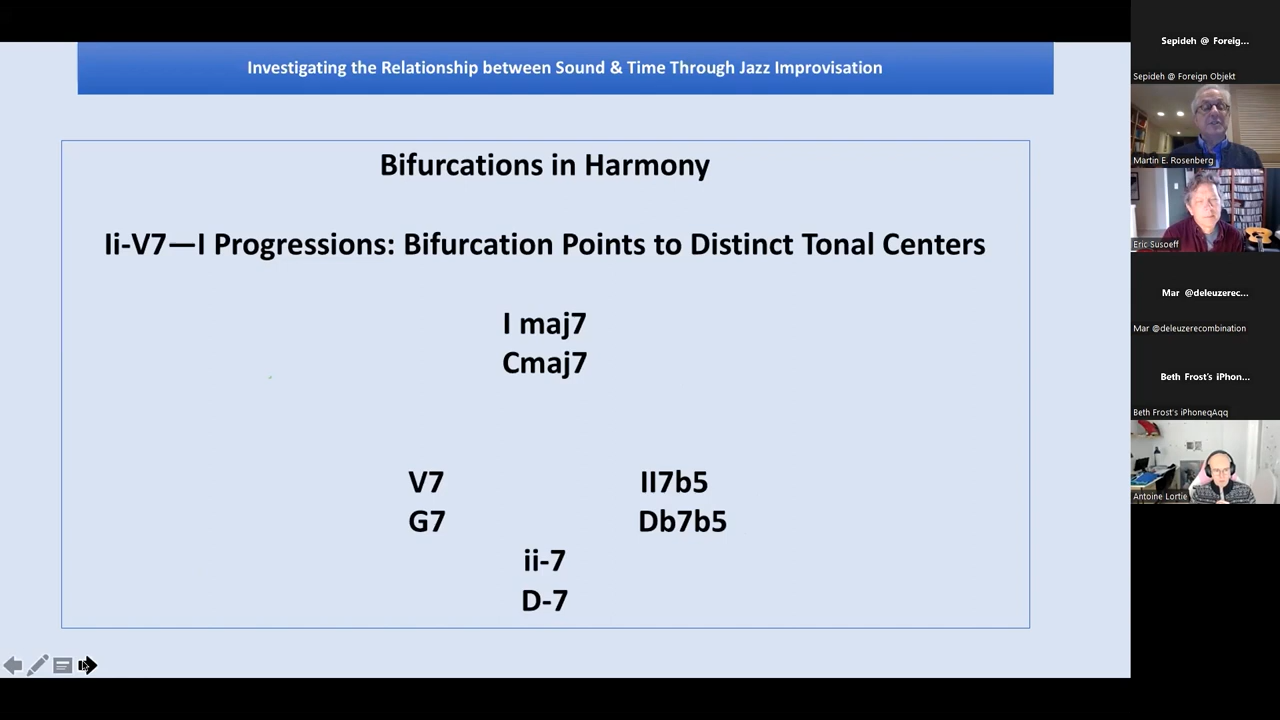 Investigating the Relationship between Sound & Time Through Jazz Improvisation
Bifurcations in Harmony
Ii-V7—I Progressions: Bifurcation Points to Distinct Tonal Centers
I maj7
Cmaj7
V7 II7b5
G7 Db7b5
ii-7
D-7
Sepideh @ Foreig...
Sepideh @ Foreign Objekt
Martin E. Rosenberg
Eric Susoeff
Mar @deleuzerec...
Mar @deleuzerecombination
Beth Frost's iPhon...
Beth Frost's iPhoneqAqq
Antoine Lortie